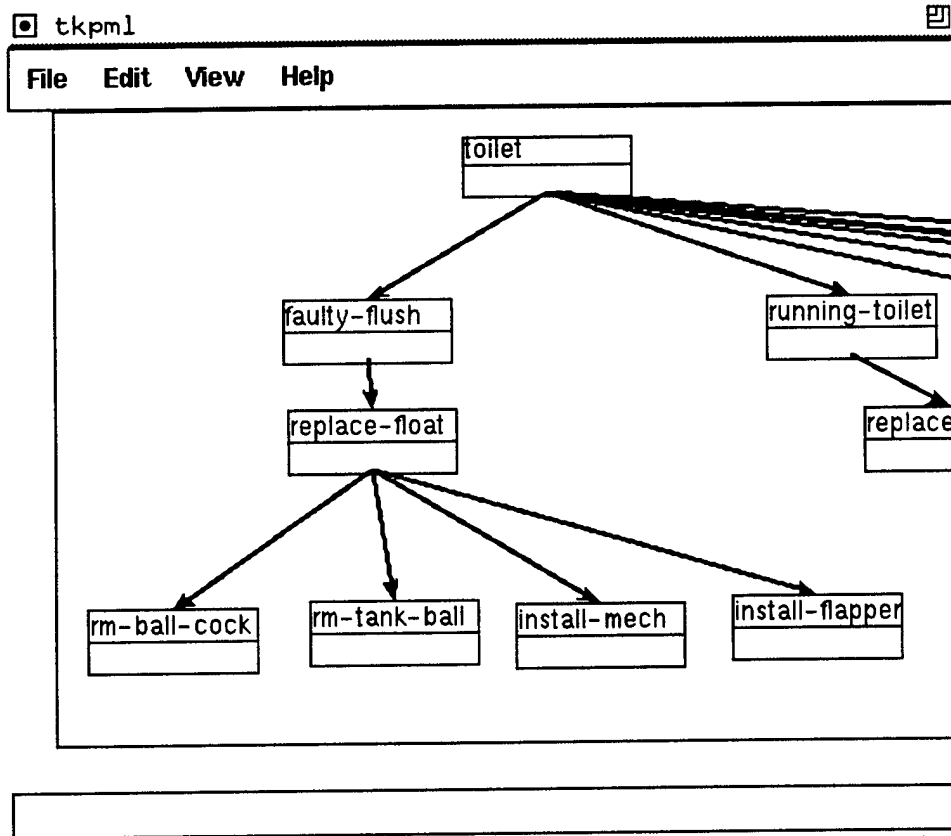 tkpml
File Edit View Help
toilet
faulty-flush
running-toilet
replace-float
replace
rm-ball-cock
rm-tank-ball
install-mech
install-flapper